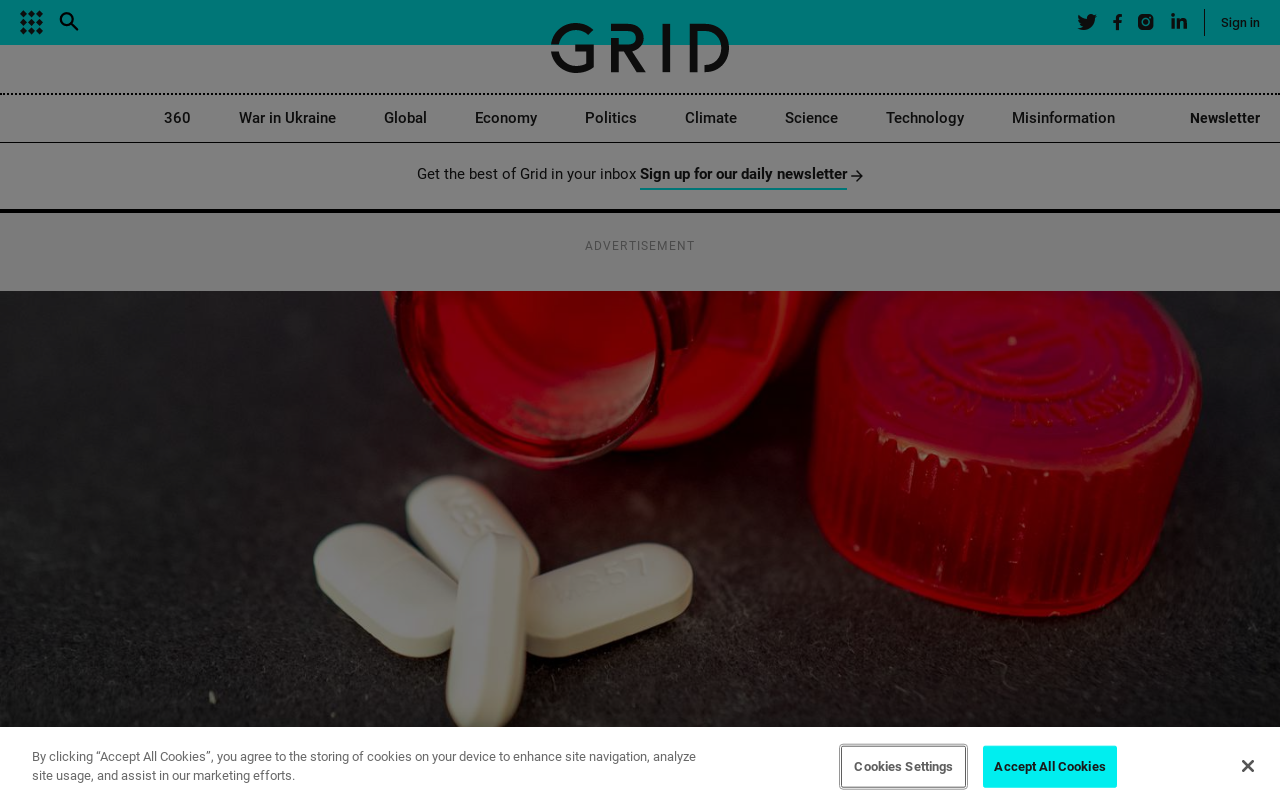 Sign in
GRID
360 War in Ukraine Global Economy Politics Climate Science Technology Misinformation Newsletter
Get the best of Grid in your inbox Sign up for our daily newsletter
ADVERTISEMENT
By clicking “Accept All Cookies”, you agree to the storing of cookies on your device to enhance site navigation, analyze
site usage, and assist in our marketing efforts.
Cookies Settings
Accept All Cookies